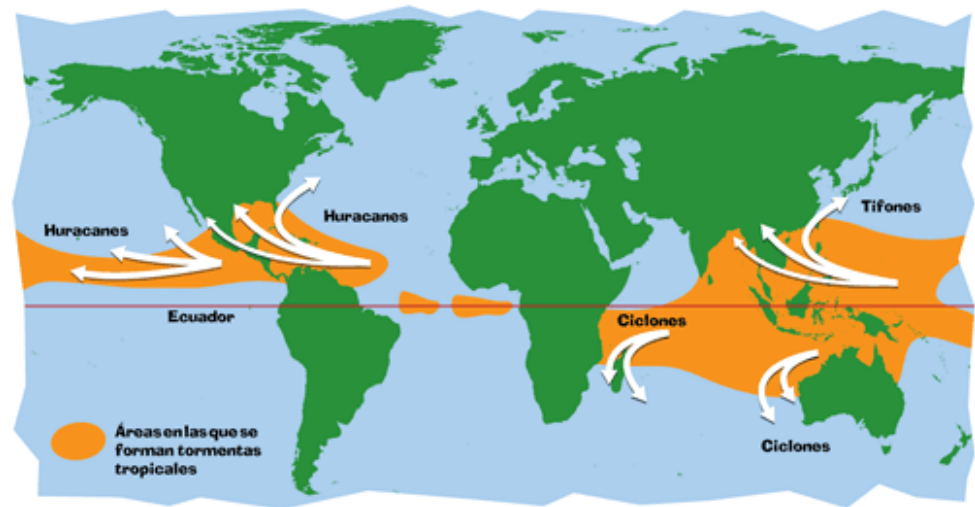 Huracanes
Huracanes
Tifones
Ecuador
Ciclones
Ciclones
Áreas en las que se
forman tormentas
tropicales